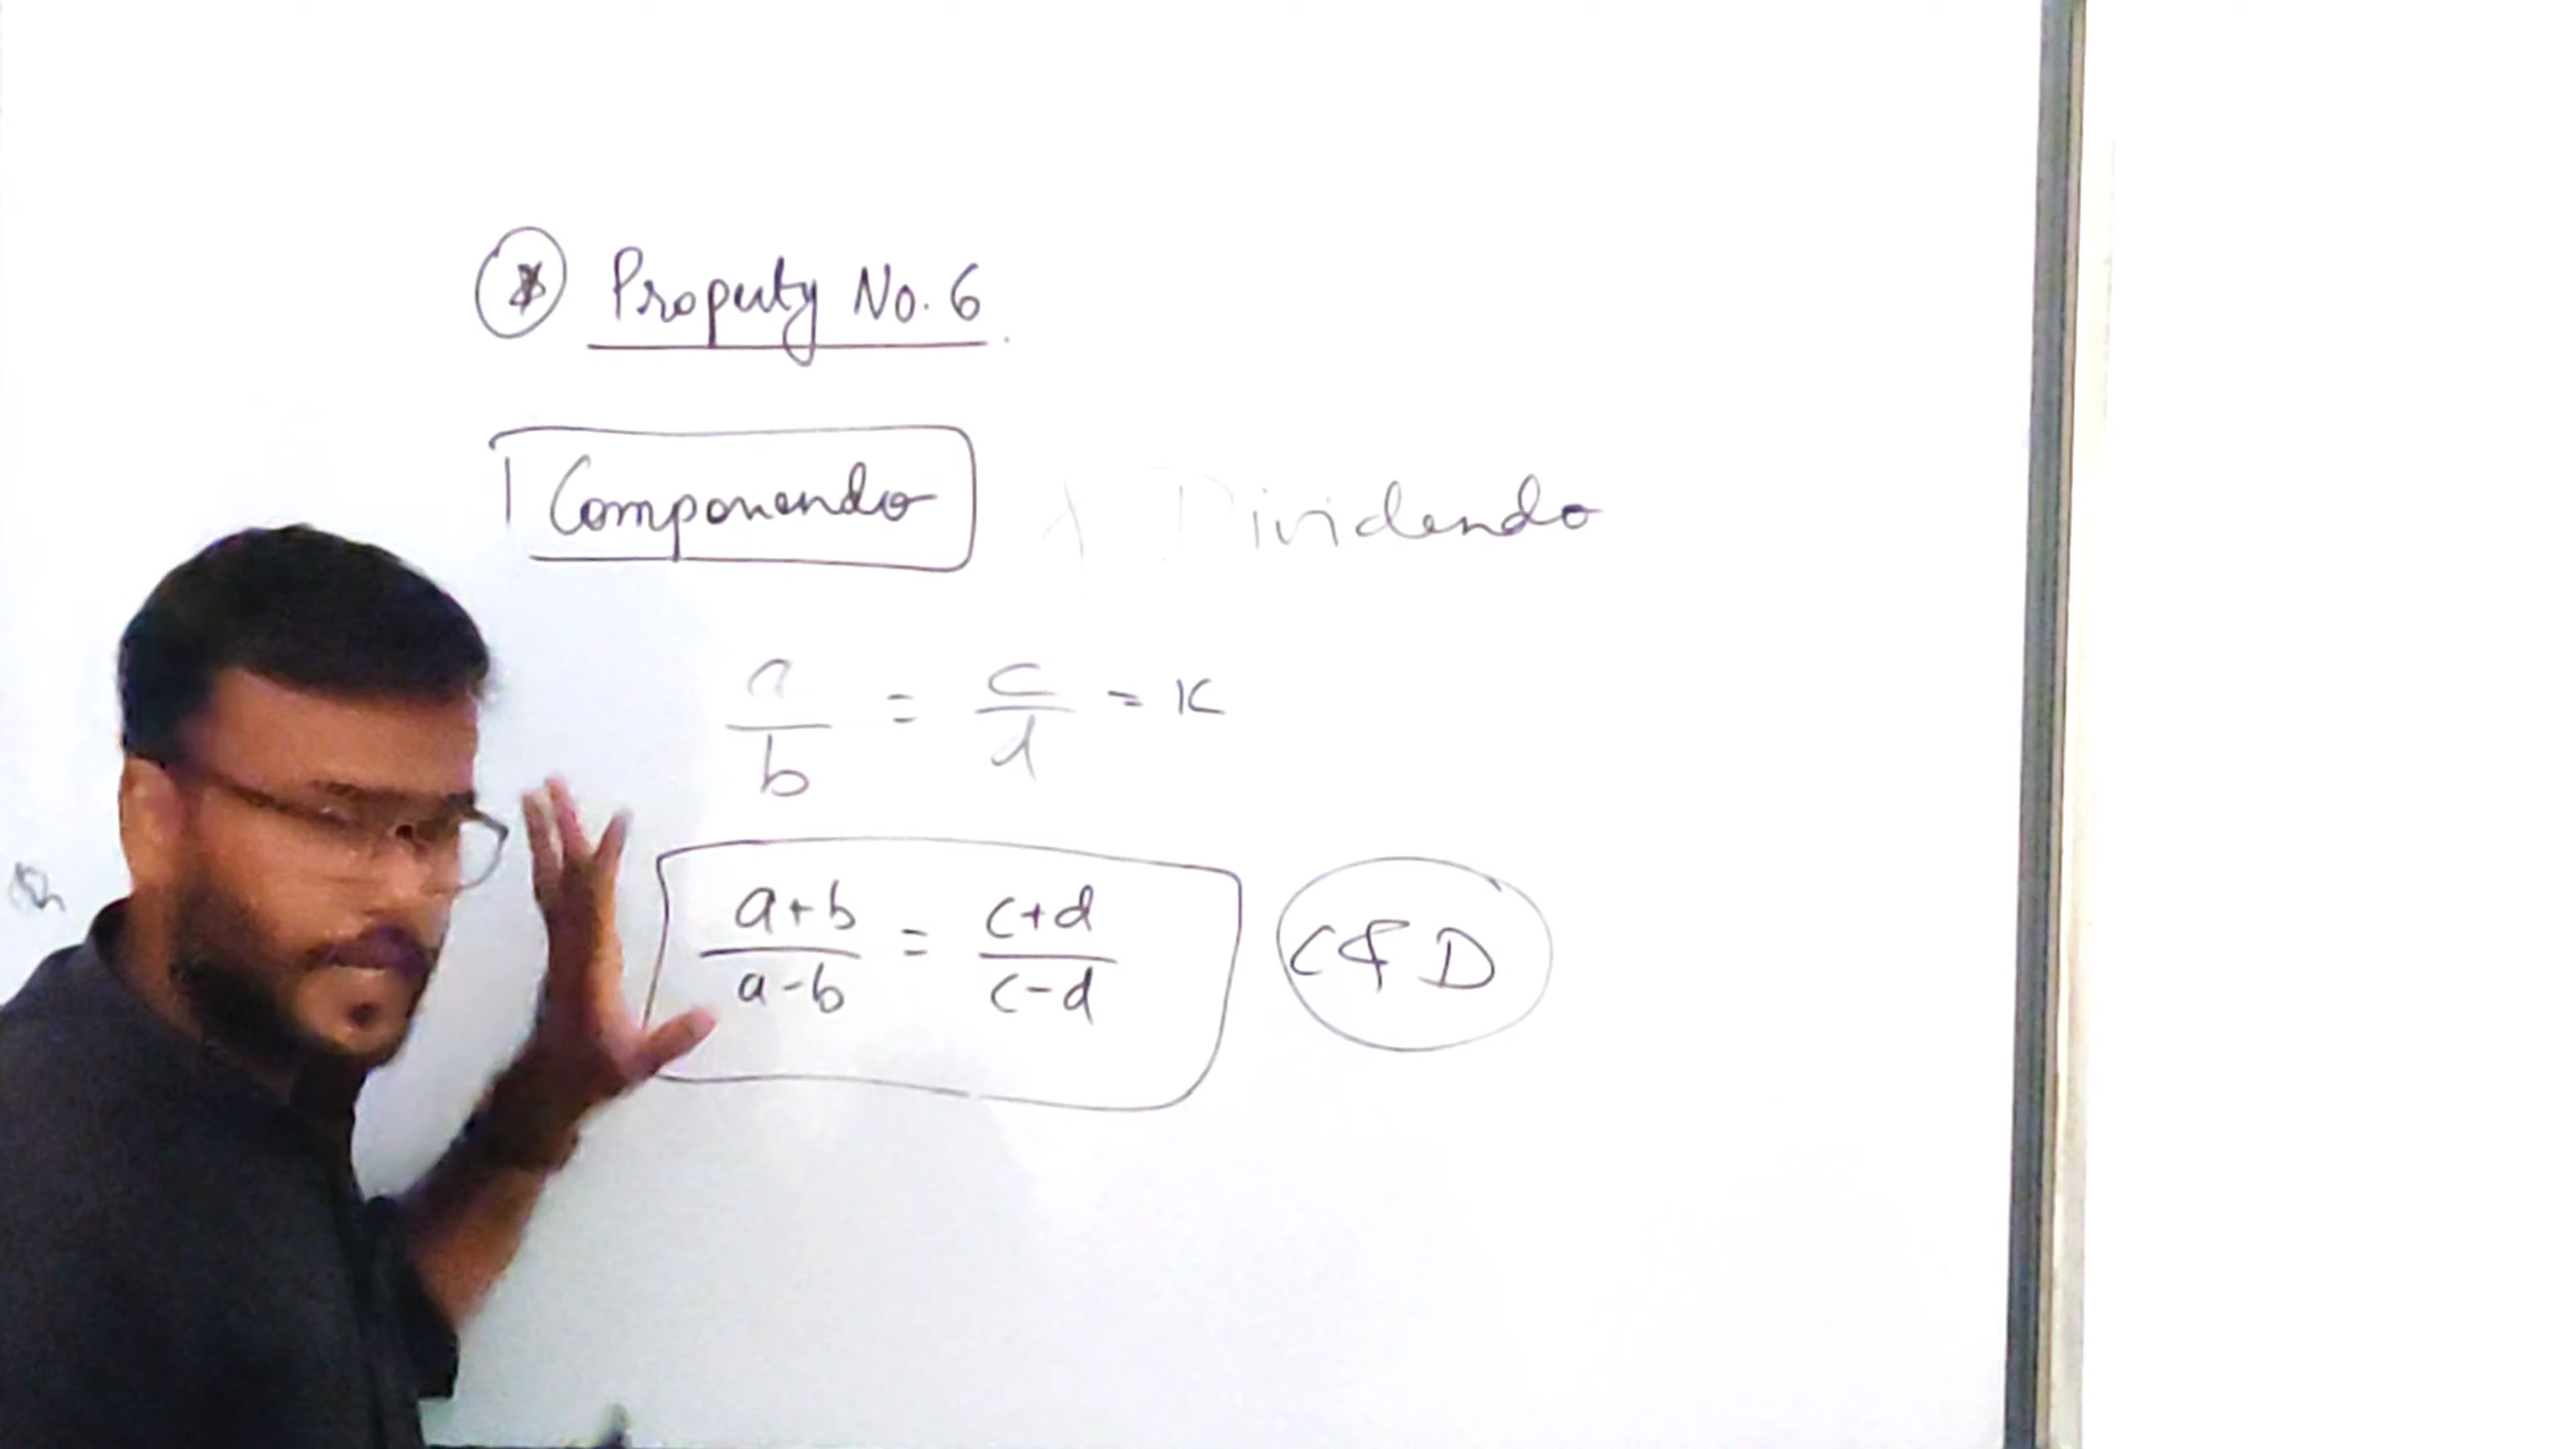 * Property No. 6
Componendo & Dividendo
a/b = c/d = K
a+b/a-b = c+d/c-d C & D